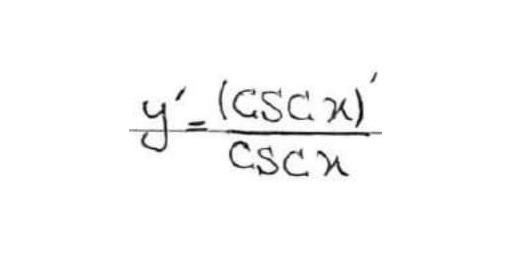 y' = (csc x)' / csc x